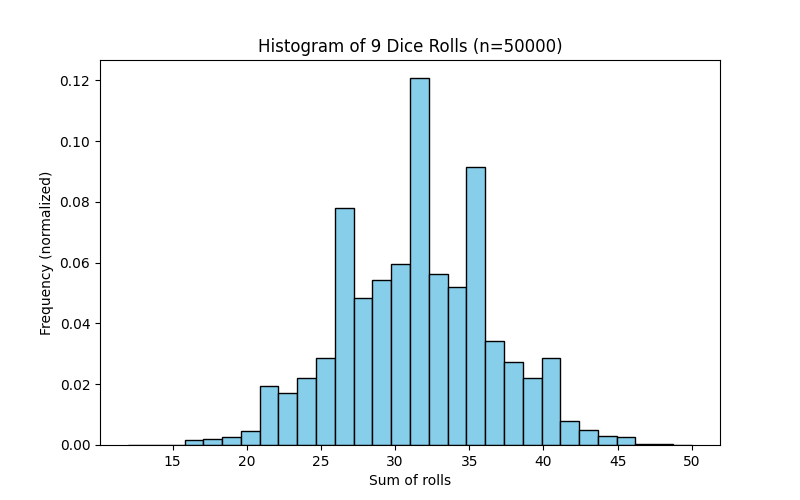 Histogram of 9 Dice Rolls (n=50000)
0.12
0.10
0.08
0.06
0.04
0.02
0.00
Frequency (normalized)
15 20 25 30 35 40 45 50
Sum of rolls